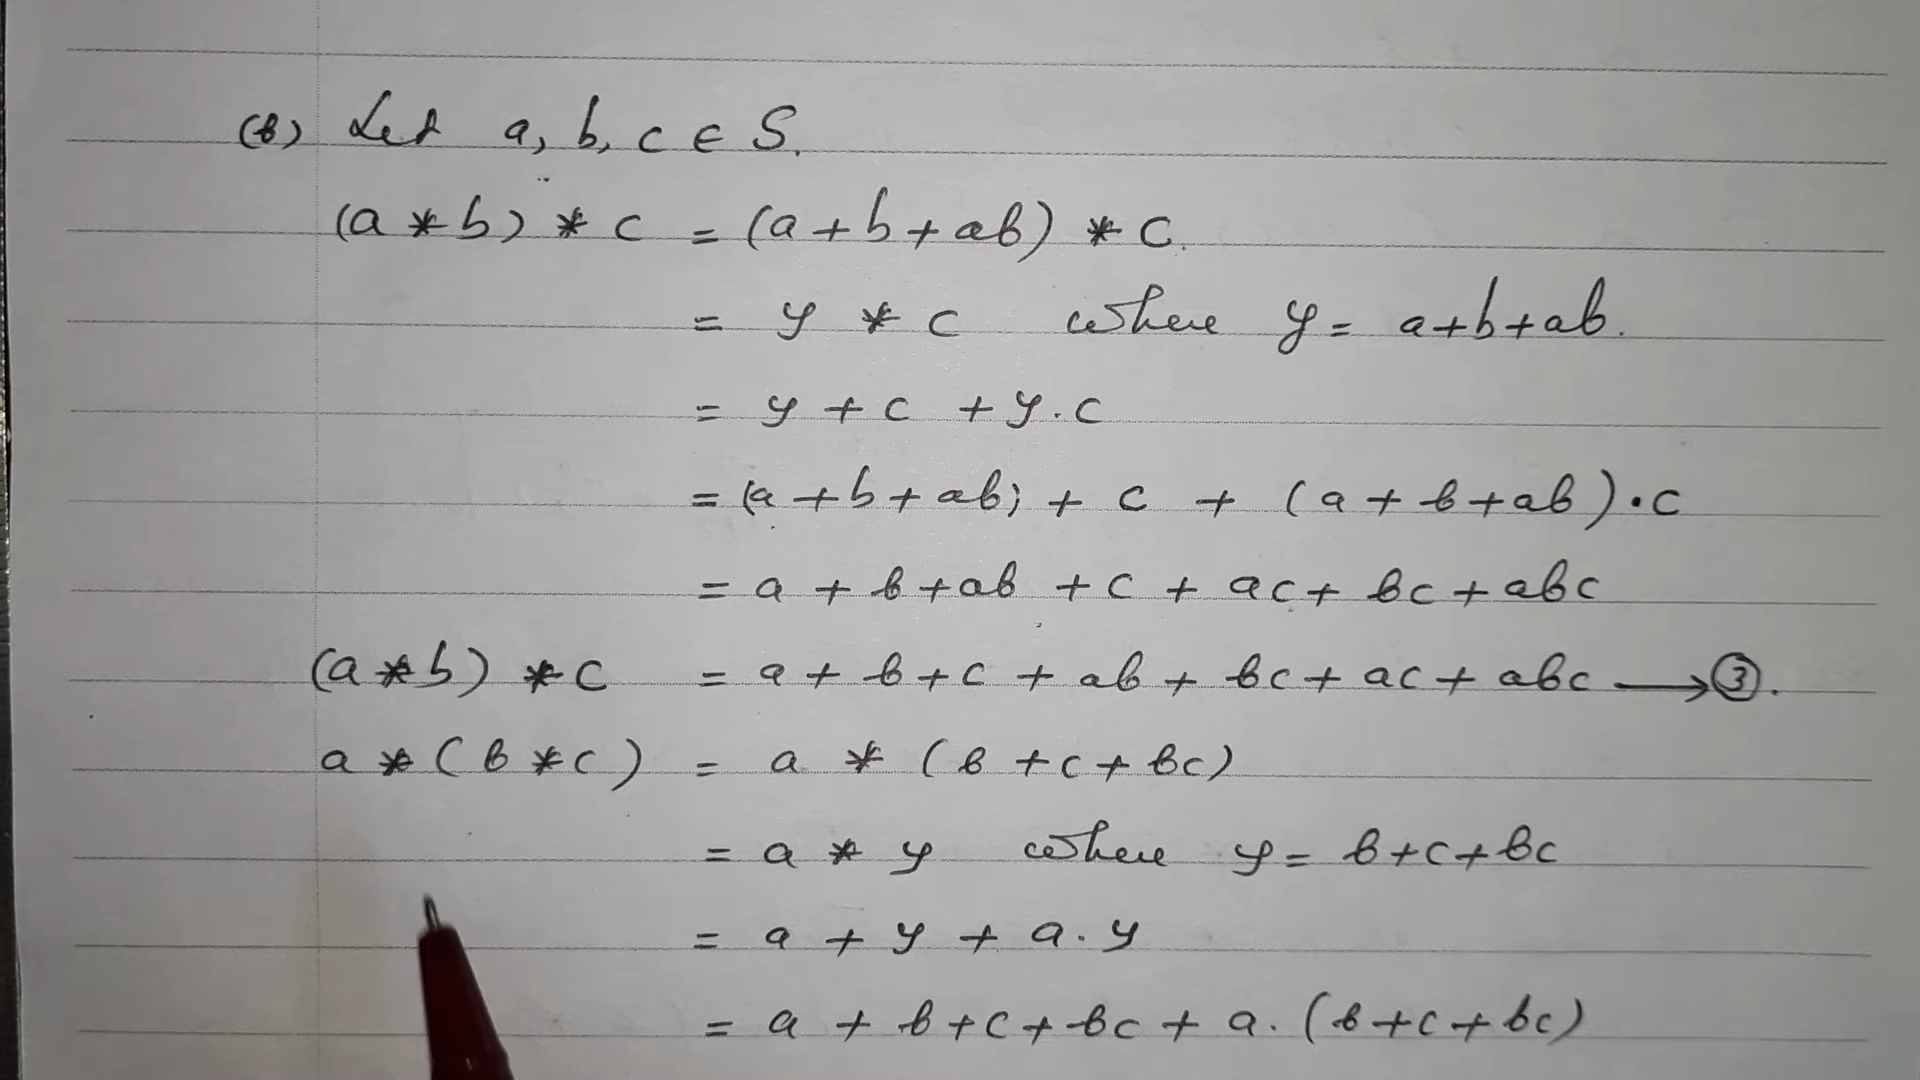 (b) Let a, b, c ∈ S.
(a * b) * c = (a + b + ab) * c.
= y * c where y = a+b+ab.
= y + c + y.c
= (a + b + ab) + c + (a + b + ab).c
= a + b + ab + c + ac + bc + abc
(a * b) * c = a + b + c + ab + bc + ac + abc ⟶ ③.
a * (b * c) = a * (b + c + bc)
= a * y where y = b+c+bc
= a + y + a.y
= a + b + c + bc + a.(b + c + bc)